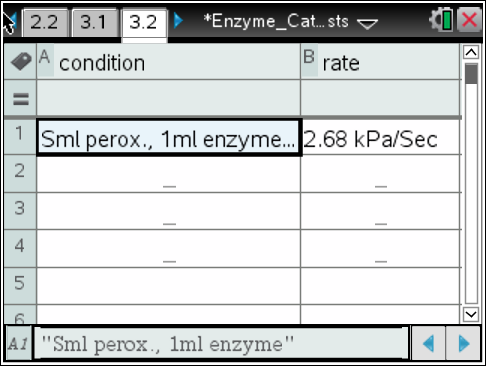 2.2 3.1 3.2 *Enzyme_Cat…sts
A condition B rate
=
1 Sml perox., 1ml enzyme… 2.68 kPa/Sec
2 _ _
3 _ _
4 _ _
5
6
A1 "Sml perox., 1ml enzyme"